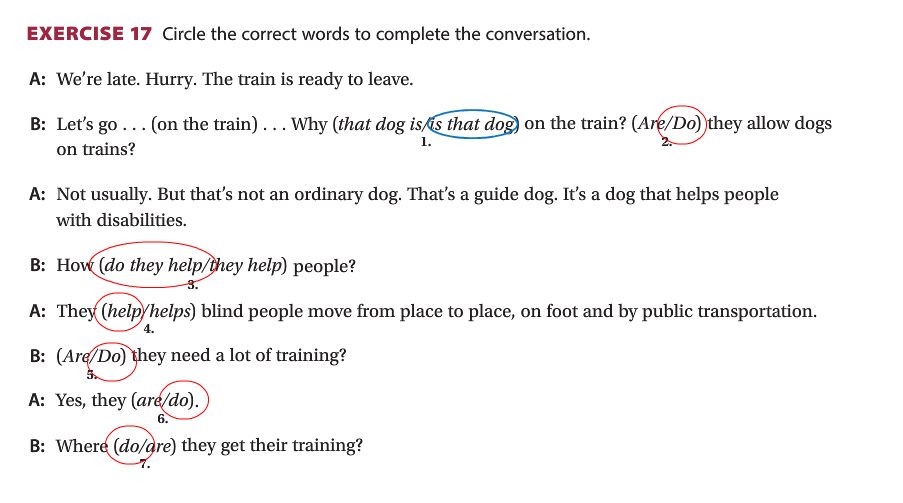 EXERCISE 17 Circle the correct words to complete the conversation.
A: We're late. Hurry. The train is ready to leave.
B: Let's go . . . (on the train) . . . Why (that dog is/is that dog) on the train? (Are/Do) they allow dogs
1. 2.
on trains?
A: Not usually. But that's not an ordinary dog. That's a guide dog. It's a dog that helps people
with disabilities.
B: How (do they help/they help) people?
3.
A: They (help/helps) blind people move from place to place, on foot and by public transportation.
4.
B: (Are/Do) they need a lot of training?
5.
A: Yes, they (are/do).
6.
B: Where (do/are) they get their training?
7.